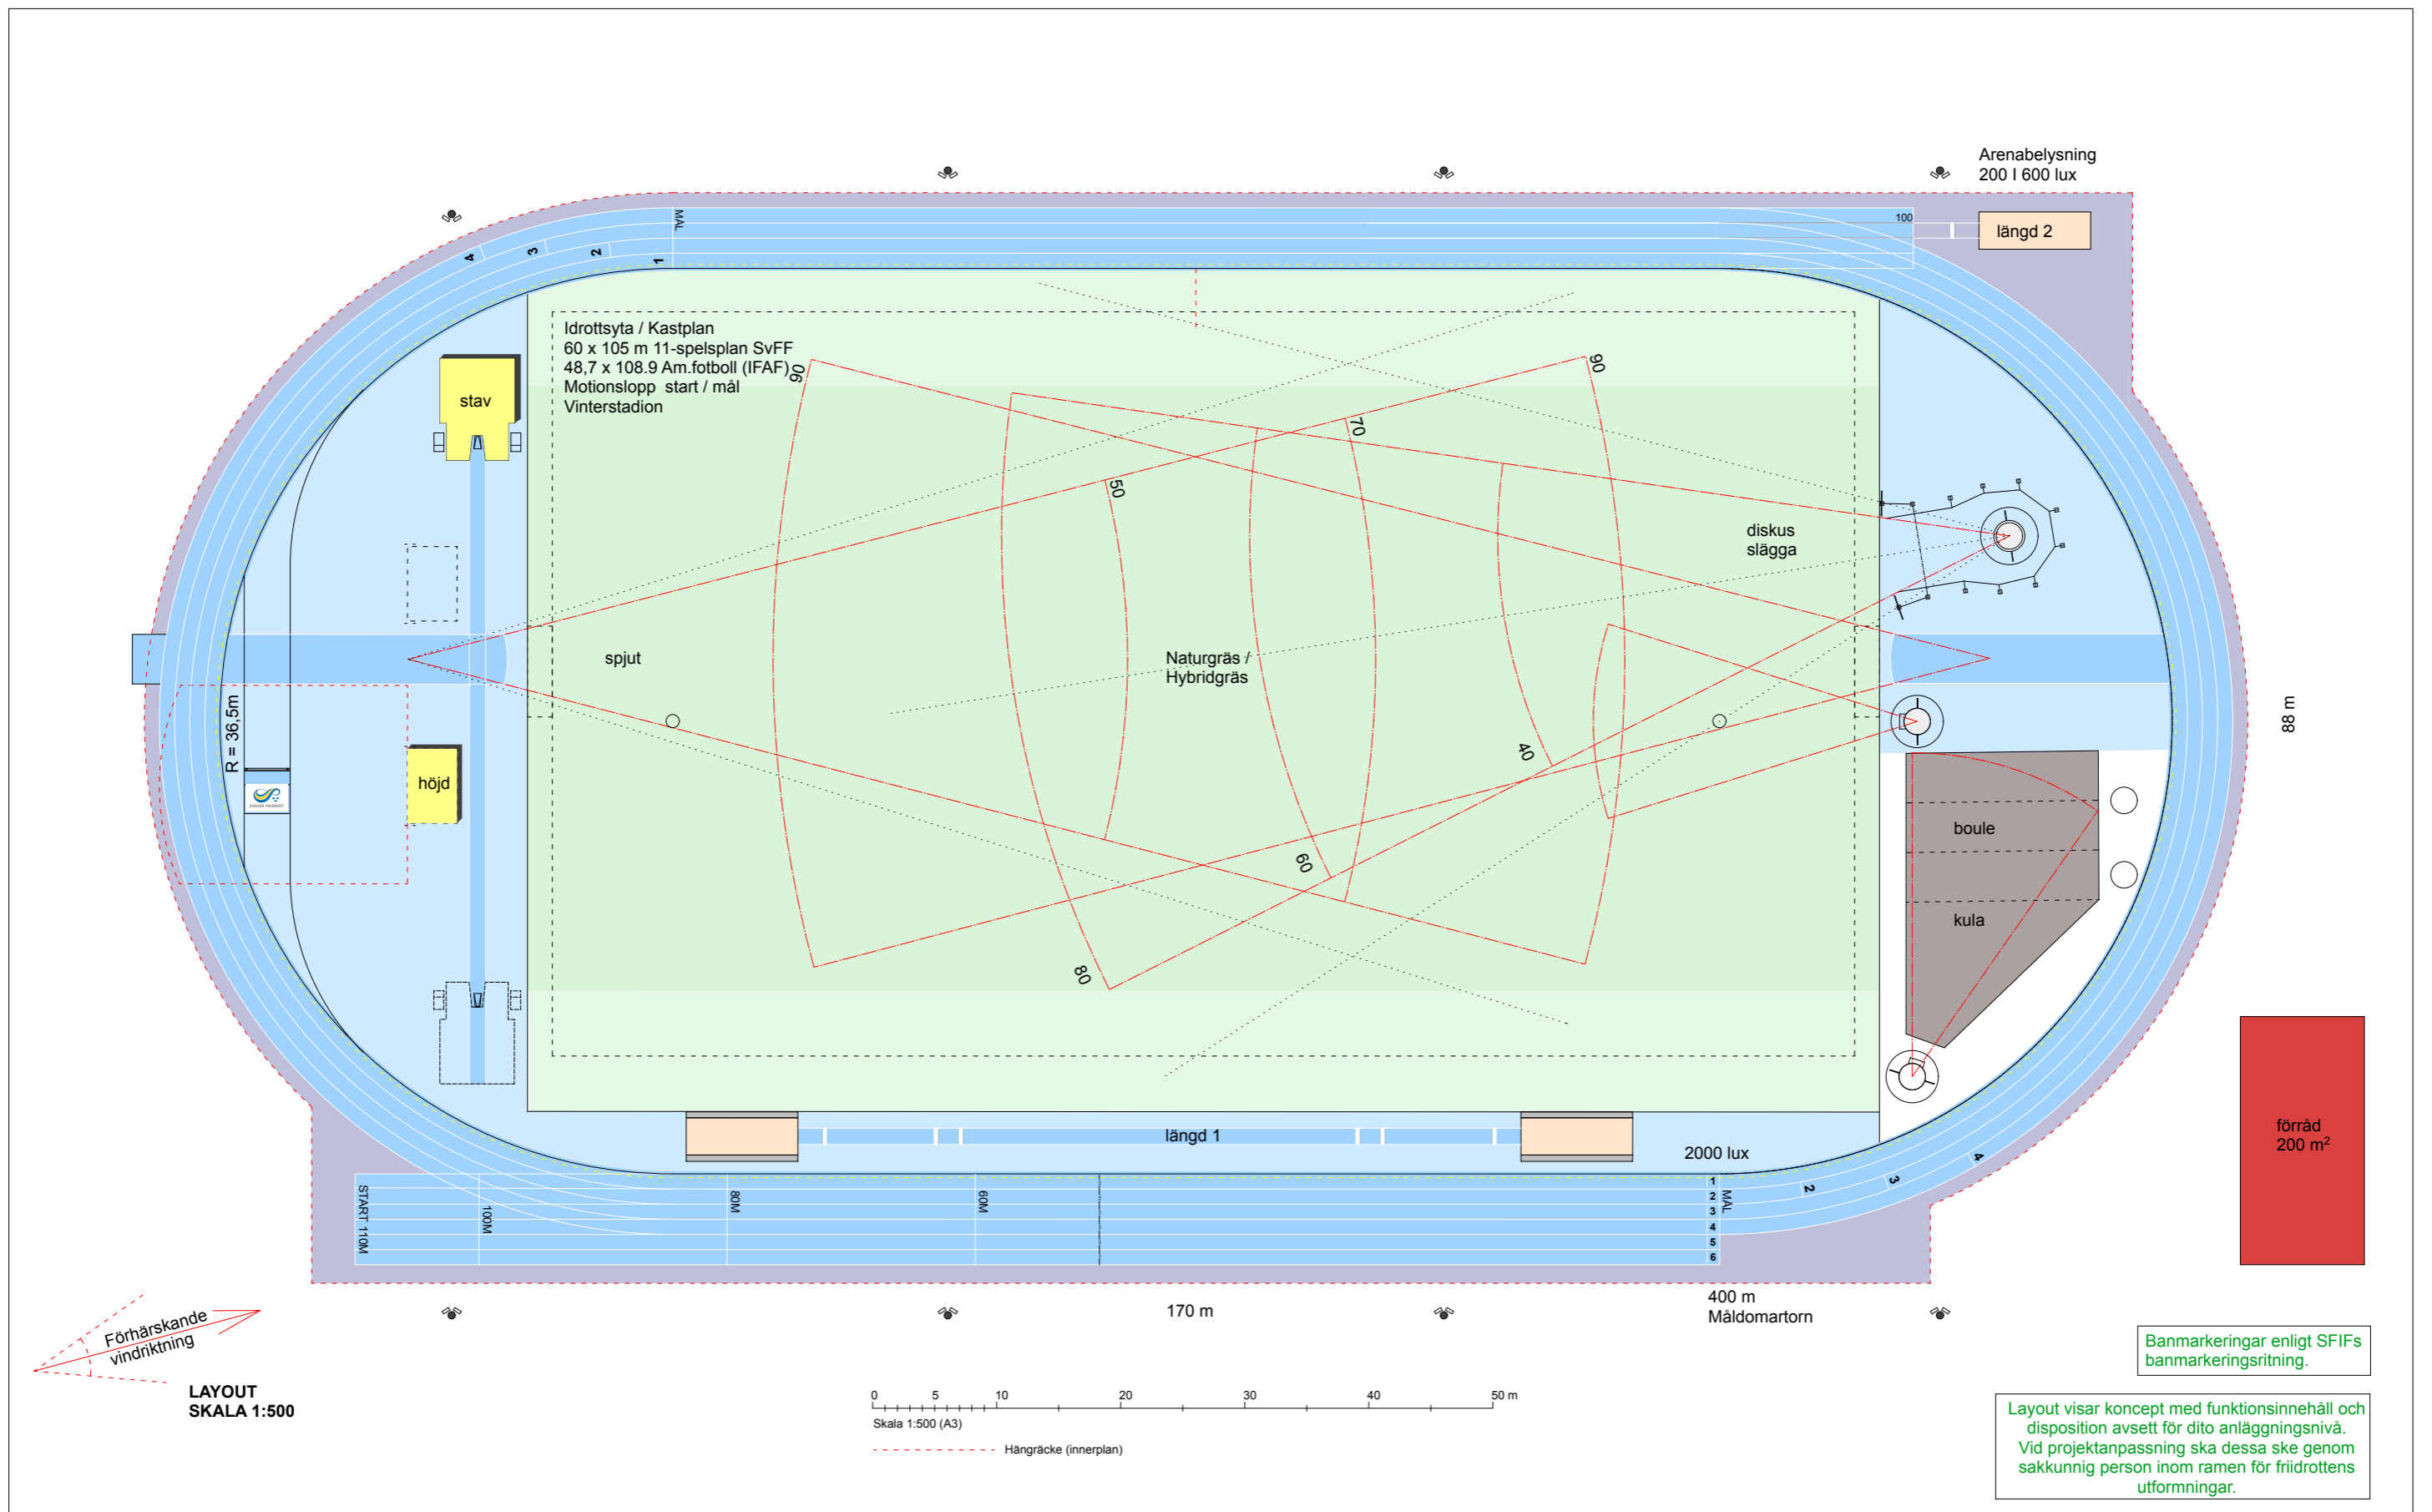 Arenabelysning
200 I 600 lux
längd 2
100
MÅL
4
3
2
1
Idrottsyta / Kastplan
60 x 105 m 11-spelsplan SvFF
48,7 x 108.9 Am.fotboll (IFAF)
Motionslopp start / mål
Vinterstadion
90
90
70
50
stav
diskus
slägga
spjut
Naturgräs /
Hybridgräs
R = 36,5m
höjd
40
60
80
88 m
boule
kula
längd 1
2000 lux
förråd
200 m²
START 110M
100M
80M
60M
1
2
3
4
5
6
MÅL
2
3
4
170 m
400 m
Måldomartorn
Förhärskande
vindriktning
LAYOUT
SKALA 1:500
0 5 10 20 30 40 50 m
Skala 1:500 (A3)
Hängräcke (innerplan)
Banmarkeringar enligt SFIFs
banmarkeringsritning.
Layout visar koncept med funktionsinnehåll och
disposition avsett för dito anläggningsnivå.
Vid projektanpassning ska dessa ske genom
sakkunnig person inom ramen för friidrottens
utformningar.